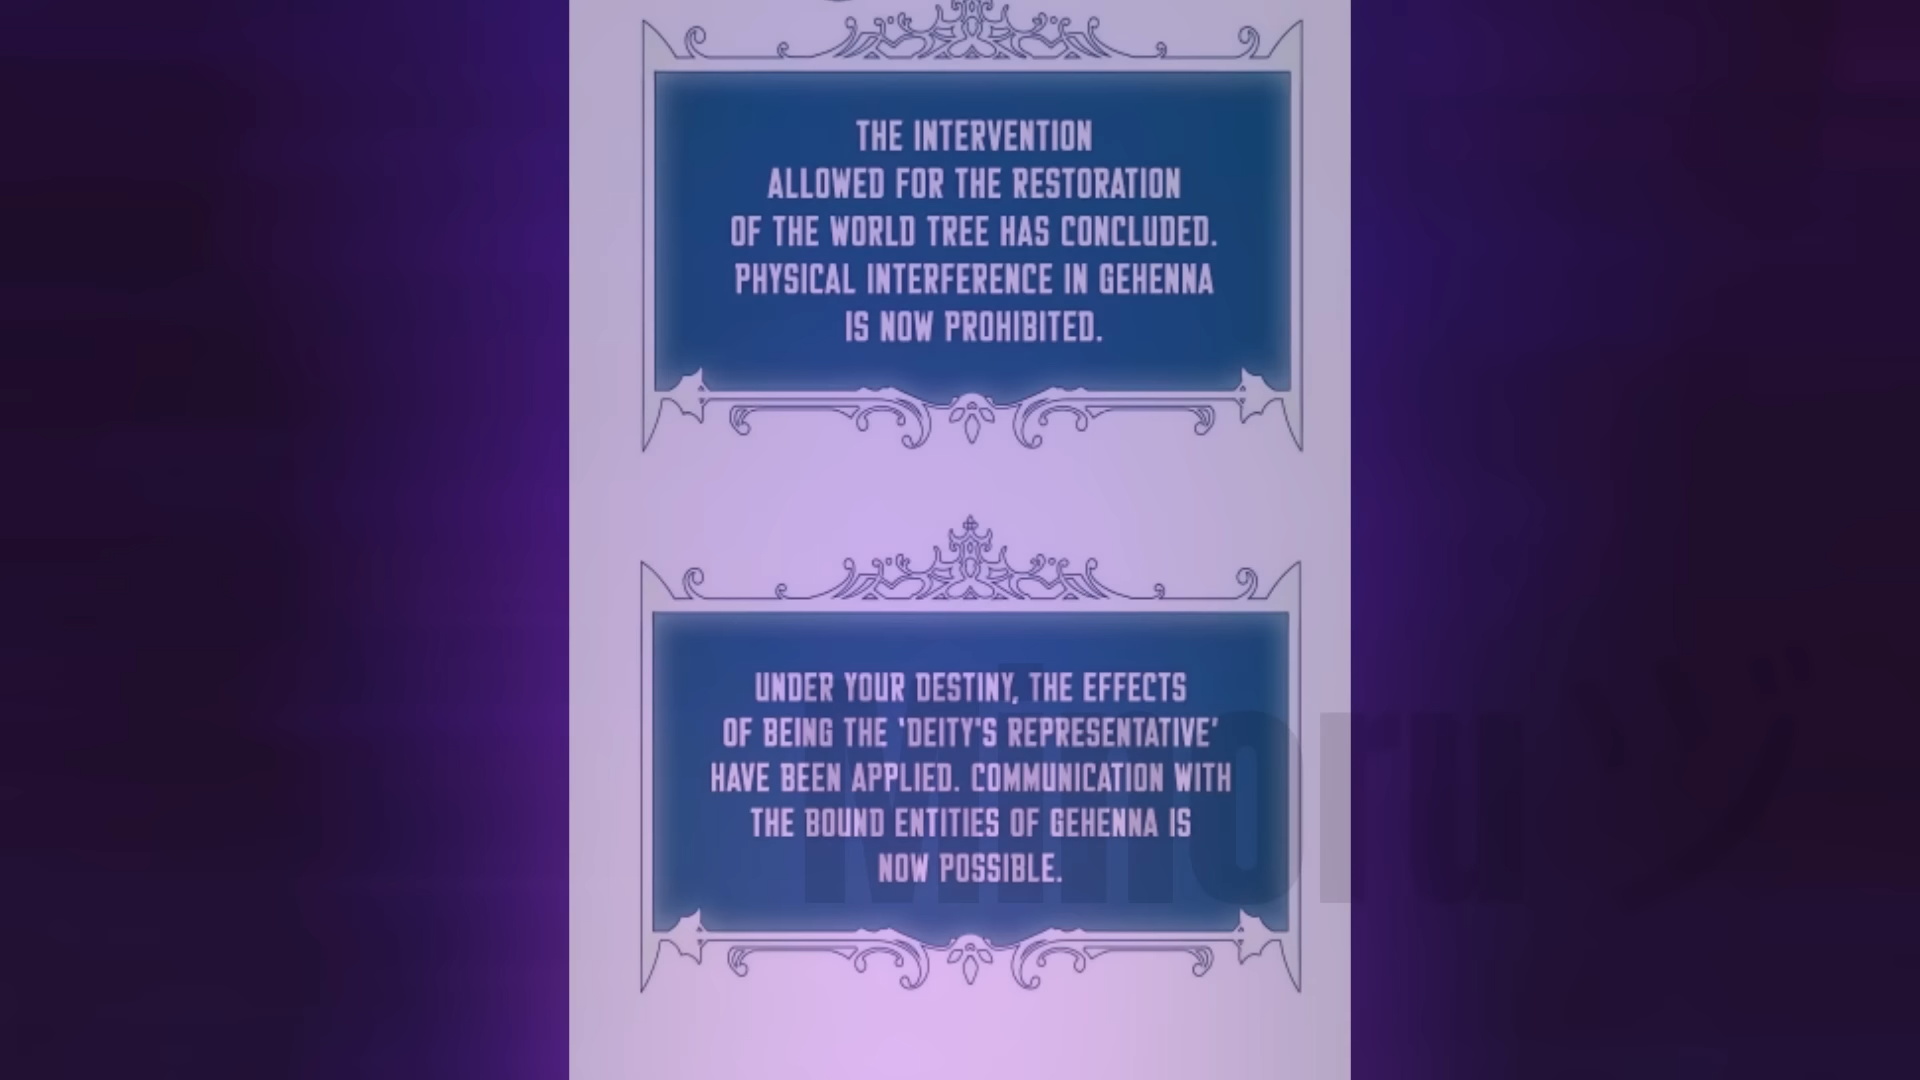 THE INTERVENTION
ALLOWED FOR THE RESTORATION
OF THE WORLD TREE HAS CONCLUDED.
PHYSICAL INTERFERENCE IN GEHENNA
IS NOW PROHIBITED.
UNDER YOUR DESTINY, THE EFFECTS
OF BEING THE 'DEITY'S REPRESENTATIVE'
HAVE BEEN APPLIED. COMMUNICATION WITH
THE BOUND ENTITIES OF GEHENNA IS
NOW POSSIBLE.
Minoru ツ